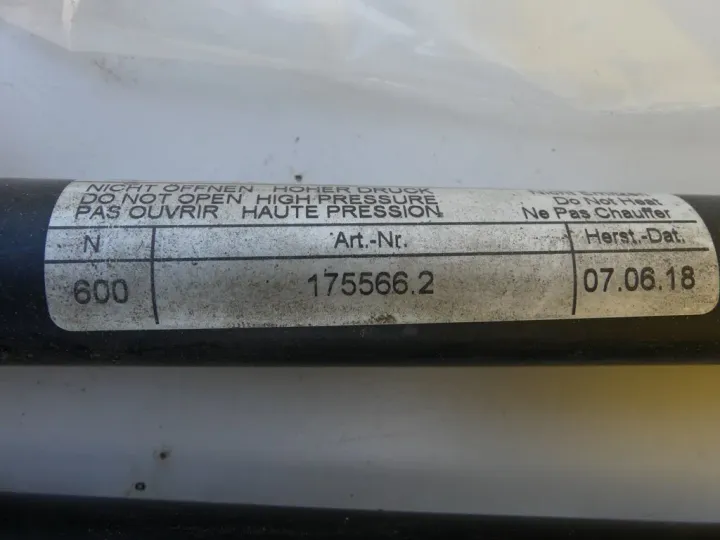 NICHT ÖFFNEN HOHER DRUCK
DO NOT OPEN HIGH PRESSURE
PAS OUVRIR HAUTE PRESSION
Do Not Heat
Ne Pas Chauffer
N Art.-Nr. Herst.-Dat.
600 175566.2 07.06.18